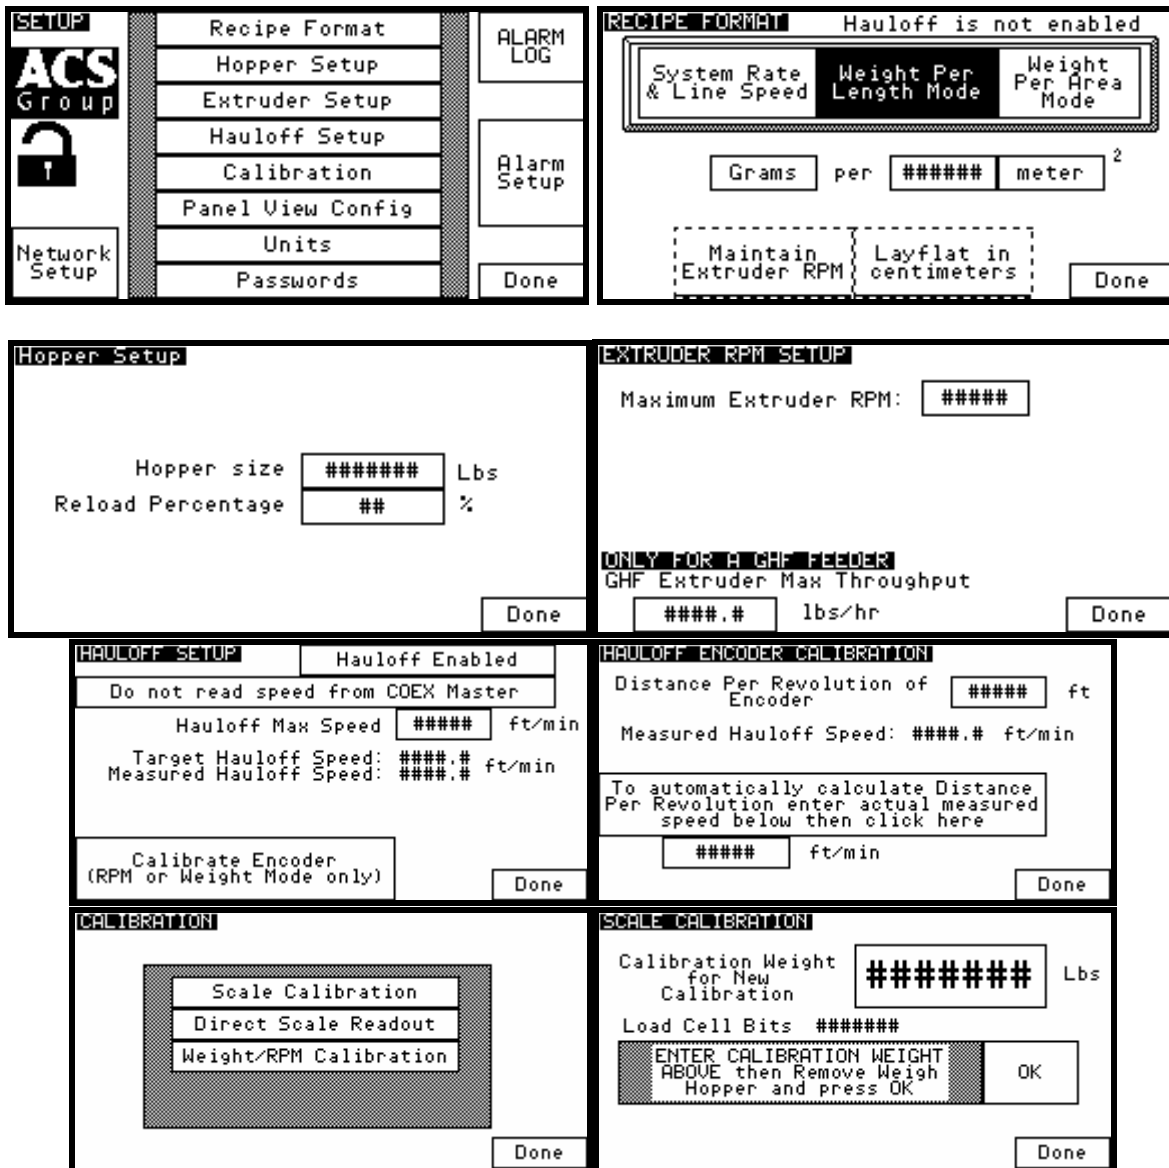 SETUP
ACS
Group
Network
Setup
Recipe Format
Hopper Setup
Extruder Setup
Hauloff Setup
Calibration
Panel View Config
Units
Passwords
ALARM
LOG
Alarm
Setup
Done
RECIPE FORMAT
Hauloff is not enabled
System Rate
& Line Speed
Weight Per
Length Mode
Weight
Per Area
Mode
Grams per ###### meter 2
Maintain
Extruder RPM
Layflat in
centimeters
Done
Hopper Setup
Hopper size ####### Lbs
Reload Percentage ## %
Done
EXTRUDER RPM SETUP
Maximum Extruder RPM: #####
ONLY FOR A GHF FEEDER
GHF Extruder Max Throughput
####.# lbs/hr
Done
HAULOFF SETUP
Hauloff Enabled
Do not read speed from COEX Master
Hauloff Max Speed ##### ft/min
Target Hauloff Speed: ####.#
Measured Hauloff Speed: ####.#
ft/min
Calibrate Encoder
(RPM or Weight Mode only)
Done
HAULOFF ENCODER CALIBRATION
Distance Per Revolution of
Encoder
##### ft
Measured Hauloff Speed: ####.# ft/min
To automatically calculate Distance
Per Revolution enter actual measured
speed below then click here
##### ft/min
Done
CALIBRATION
Scale Calibration
Direct Scale Readout
Weight/RPM Calibration
Done
SCALE CALIBRATION
Calibration Weight
for New
Calibration
####### Lbs
Load Cell Bits #######
ENTER CALIBRATION WEIGHT
ABOVE then Remove Weigh
Hopper and press OK
OK
Done